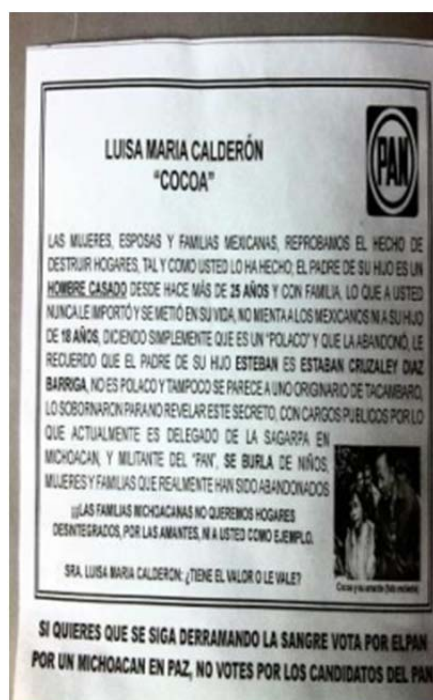 LUISA MARIA CALDERÓN
"COCOA"
PAN
LAS MUJERES, ESPOSAS Y FAMILIAS MEXICANAS, REPROBAMOS EL HECHO DE
DESTRUIR HOGARES, TAL Y COMO USTED LO HA HECHO; EL PADRE DE SU HIJO ES UN
HOMBRE CASADO DESDE HACE MÁS DE 25 AÑOS Y CON FAMILIA, LO QUE A USTED
NUNCA LE IMPORTÓ Y SE METIÓ EN SU VIDA, NO MIENTA A LOS MEXICANOS NI A SU HIJO
DE 18 AÑOS, DICIENDO SIMPLEMENTE QUE ES UN "POLACO" Y QUE LA ABANDONÓ, LE
RECUERDO QUE EL PADRE DE SU HIJO ESTEBAN ES ESTABAN CRUZALEY DIAZ
BARRIGA, NO ES POLACO Y TAMPOCO SE PARECE A UNO ORIGINARIO DE TACAMBARO,
LO SOBORNARON PARA NO REVELAR ESTE SECRETO, CON CARGOS PUBLICOS POR LO
QUE ACTUALMENTE ES DELEGADO DE LA SAGARPA EN
MICHOACAN, Y MILITANTE DEL "PAN", SE BURLA DE NIÑOS,
MUJERES Y FAMILIAS QUE REALMENTE HAN SIDO ABANDONADOS
¡¡¡LAS FAMILIAS MICHOACANAS NO QUEREMOS HOGARES
DESINTEGRADOS, POR LAS AMANTES, NI A USTED COMO EJEMPLO.
SRA. LUISA MARIA CALDERON: ¿TIENE EL VALOR O LE VALE?
Cocoa y su amante (foto reciente)
SI QUIERES QUE SE SIGA DERRAMANDO LA SANGRE VOTA POR ELPAN
POR UN MICHOACAN EN PAZ, NO VOTES POR LOS CANDIDATOS DEL PAN